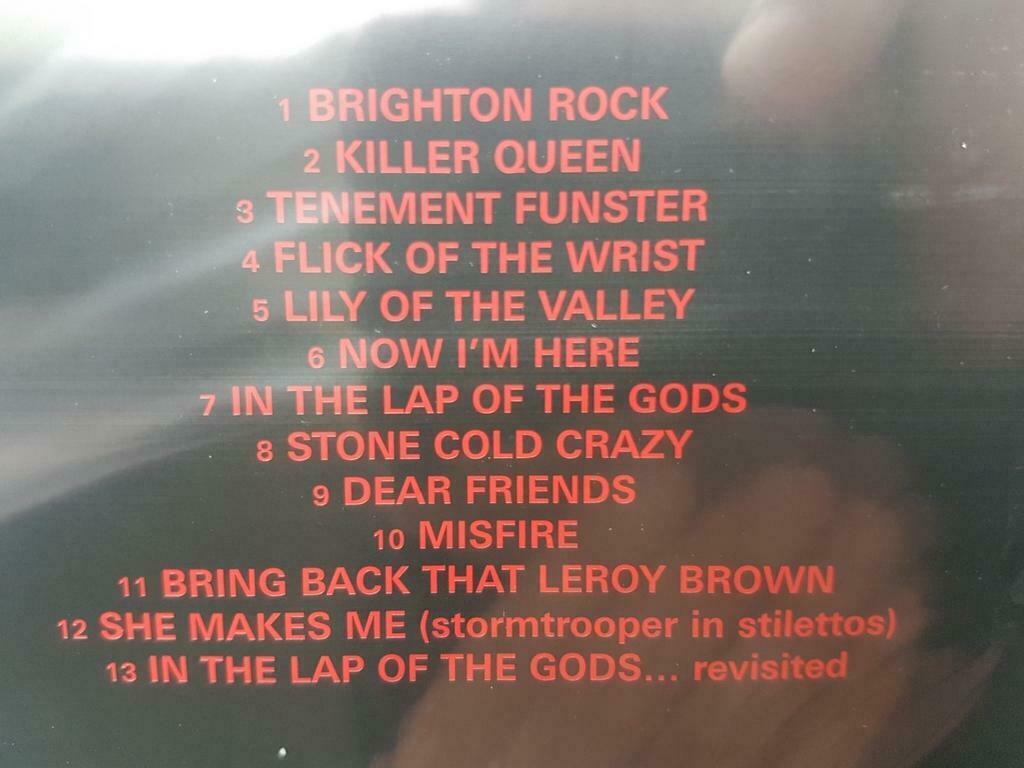 1 BRIGHTON ROCK
2 KILLER QUEEN
3 TENEMENT FUNSTER
4 FLICK OF THE WRIST
5 LILY OF THE VALLEY
6 NOW I'M HERE
7 IN THE LAP OF THE GODS
8 STONE COLD CRAZY
9 DEAR FRIENDS
10 MISFIRE
11 BRING BACK THAT LEROY BROWN
12 SHE MAKES ME (stormtrooper in stilettos)
13 IN THE LAP OF THE GODS... revisited